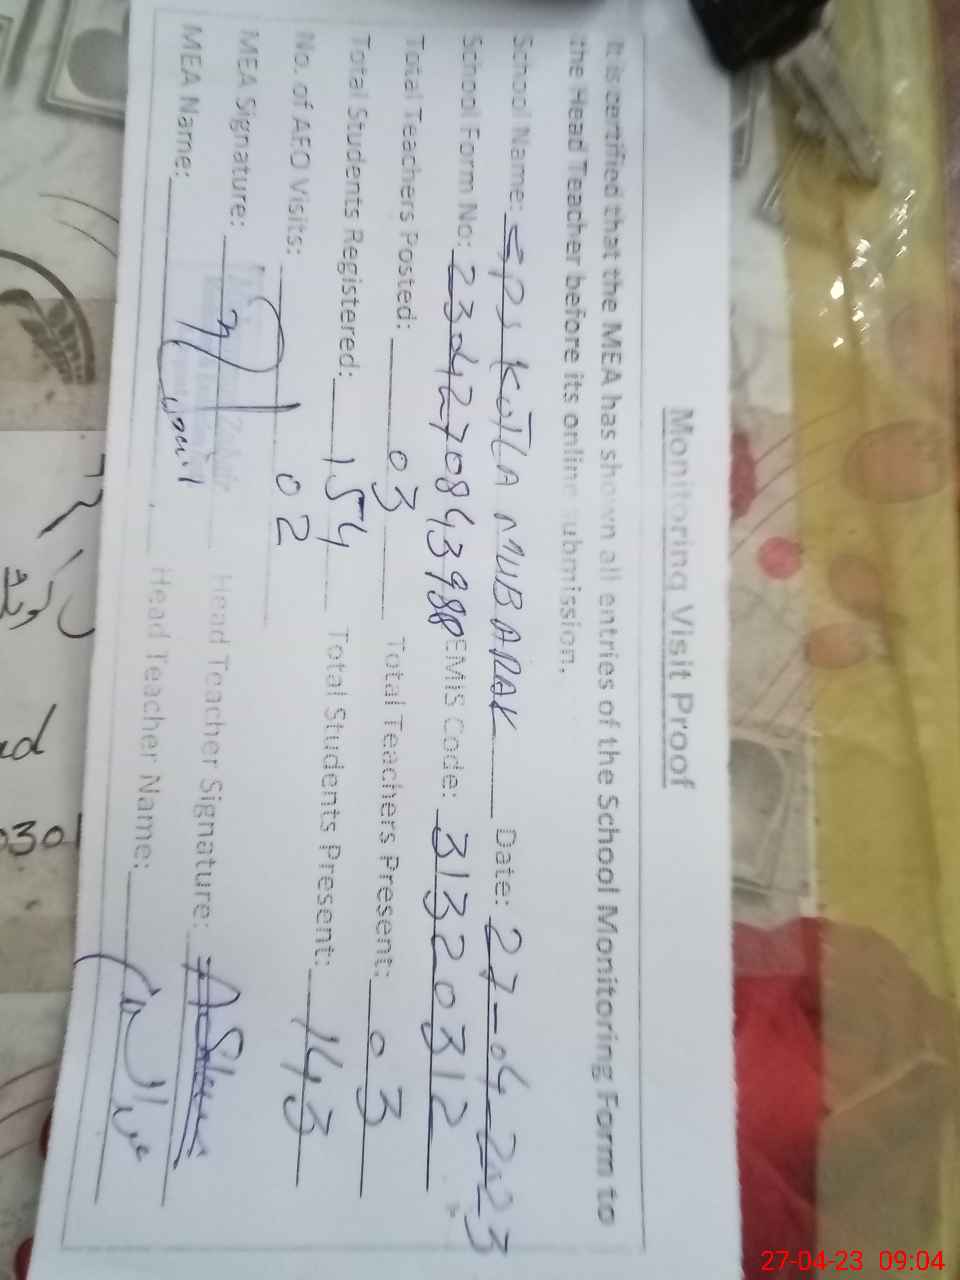 Monitoring Visit Proof
It is certified that the MEA has shown all entries of the School Monitoring Form to
the Head Teacher before its online submission.
School Name: GPS KOTLA MUBARAK Date: 27-04-2023
School Form No: 2304270843988 EMIS Code: 31320312
Total Teachers Posted: 03 Total Teachers Present: 03
Total Students Registered: 154 Total Students Present: 143
No. of AEO Visits: 02
MEA Signature: Head Teacher Signature:
MEA Name: Head Teacher Name:
27-04-23 09:04